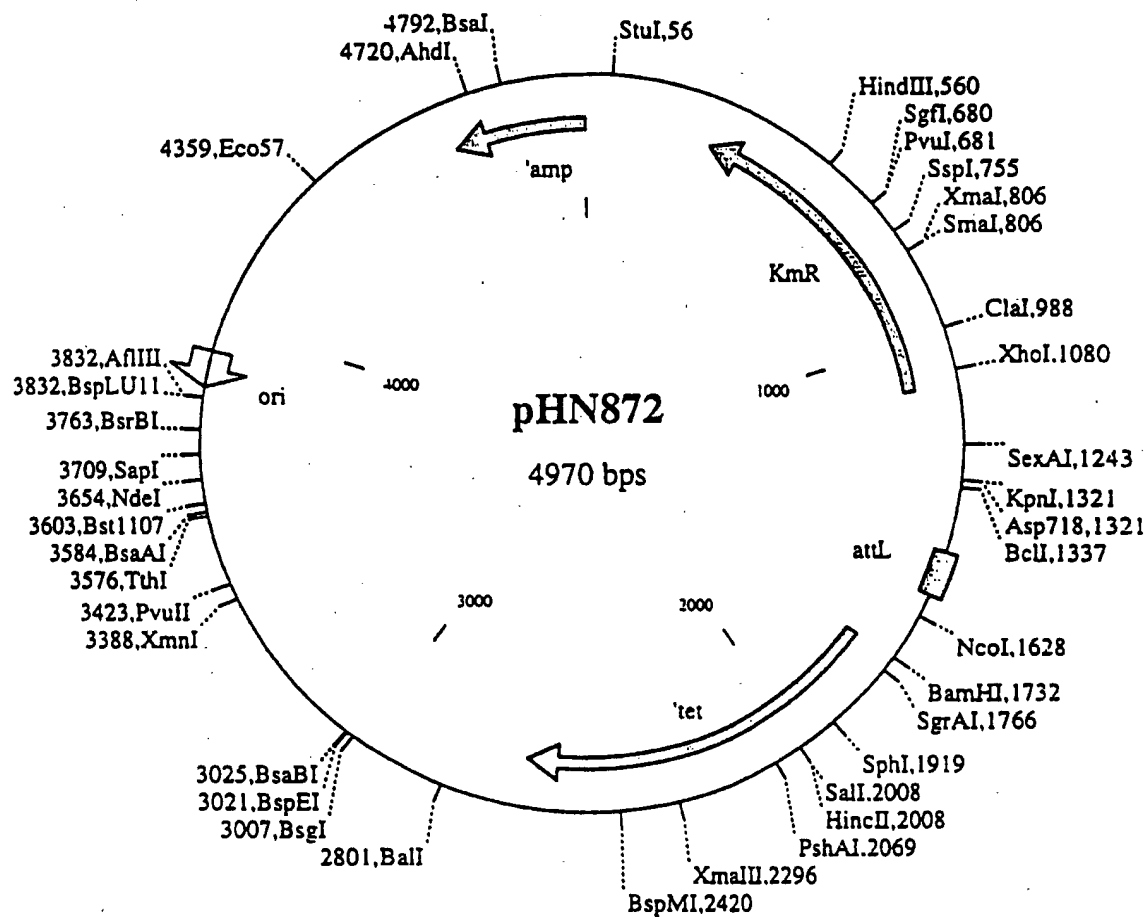 4792,BsaI
4720,AhdI
StuI,56
HindIII,560
SgfI,680
PvuI,681
SspI,755
XmaI,806
SmaI,806
4359,Eco57
'amp
KmR
ClaI,988
XhoI,1080
3832,AflIII
3832,BspLU11
ori
4000
1000
3763,BsrBI
pHN872
4970 bps
SexAI,1243
3709,SapI
3654,NdeI
KpnI,1321
3603,Bst1107
Asp718,1321
3584,BsaAI
attL
BclI,1337
3576,TthI
3423,PvuII
3000
2000
3388,XmnI
NcoI,1628
BamHI,1732
'tet
SgrAI,1766
SphI,1919
3025,BsaBI
SalI,2008
3021,BspEI
HincII,2008
3007,BsgI
PshAI,2069
2801,BalI
XmaIII,2296
BspMI,2420